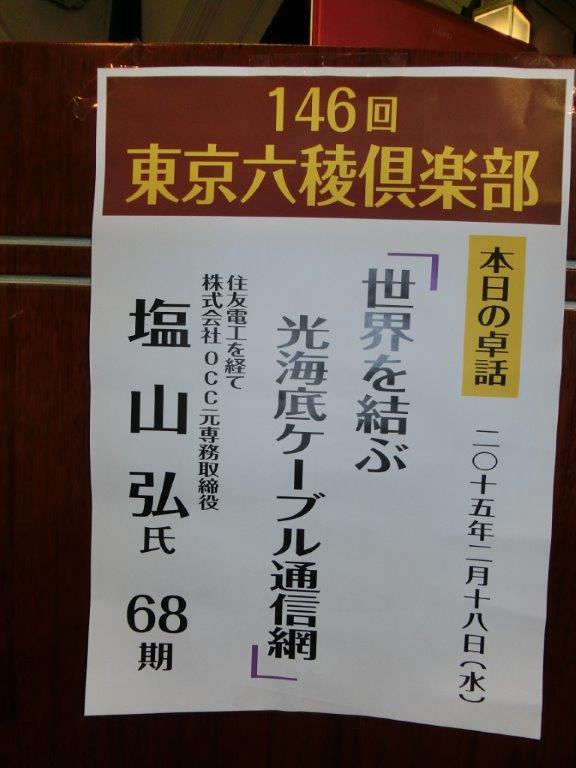 146回
東京六稜倶楽部
本日の卓話
二〇十五年二月十八日(水)
『世界を結ぶ
光海底ケーブル通信網』
住友電工を経て
株式会社OCC元専務取締役
塩山弘氏 68期